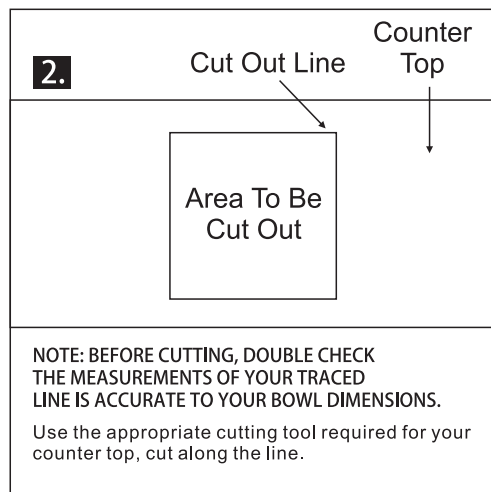 2.
Cut Out Line
Counter
Top
Area To Be
Cut Out
NOTE: BEFORE CUTTING, DOUBLE CHECK
THE MEASUREMENTS OF YOUR TRACED
LINE IS ACCURATE TO YOUR BOWL DIMENSIONS.
Use the appropriate cutting tool required for your
counter top, cut along the line.